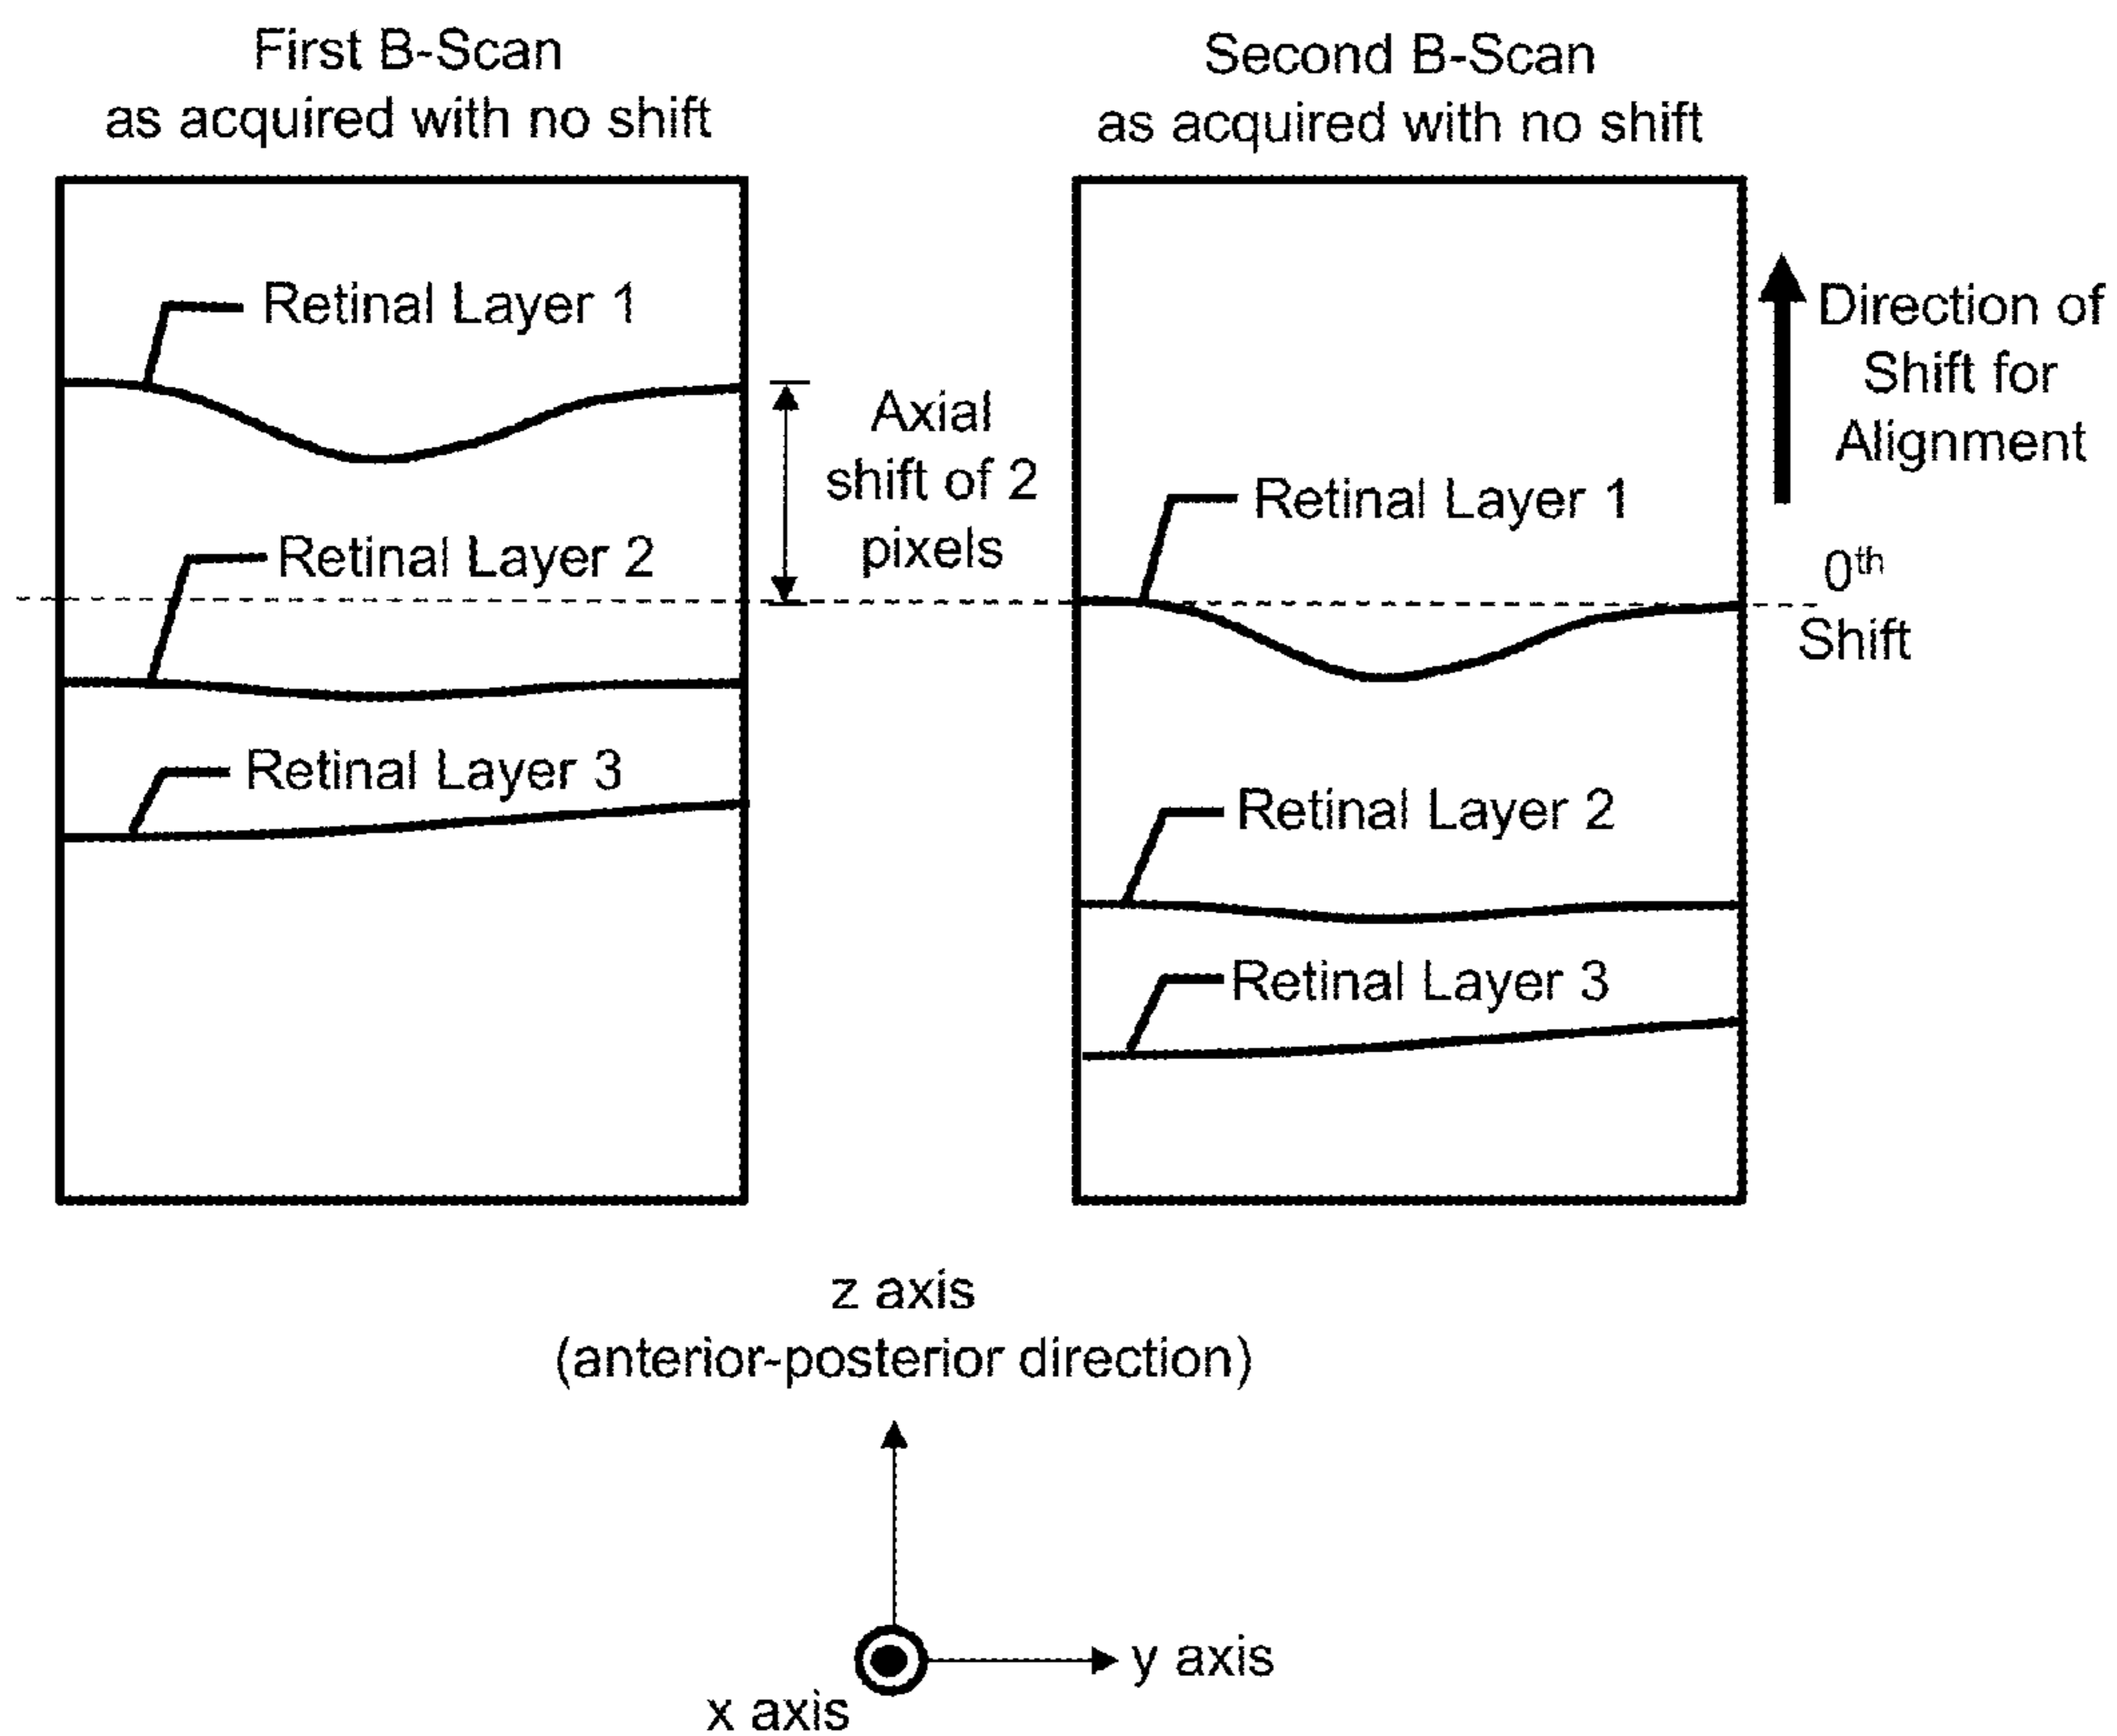 First B-Scan
as acquired with no shift
Retinal Layer 1
Retinal Layer 2
Retinal Layer 3
Axial
shift of 2
pixels
Second B-Scan
as acquired with no shift
Retinal Layer 1
Retinal Layer 2
Retinal Layer 3
Direction of
Shift for
Alignment
0th
Shift
z axis
(anterior-posterior direction)
y axis
x axis